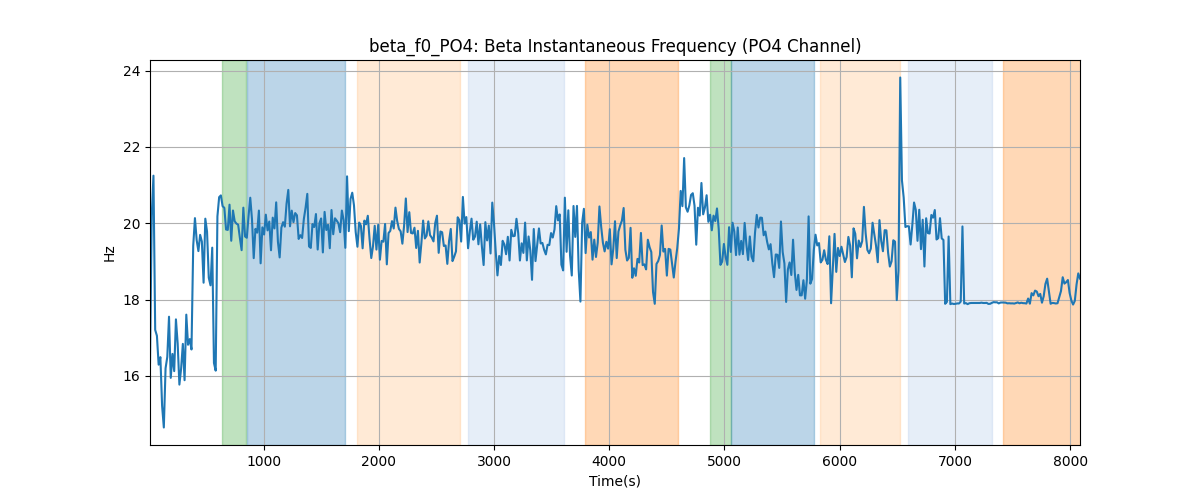 beta_f0_PO4: Beta Instantaneous Frequency (PO4 Channel)
24
22
20
18
16
Hz
1000 2000 3000 4000 5000 6000 7000 8000
Time(s)